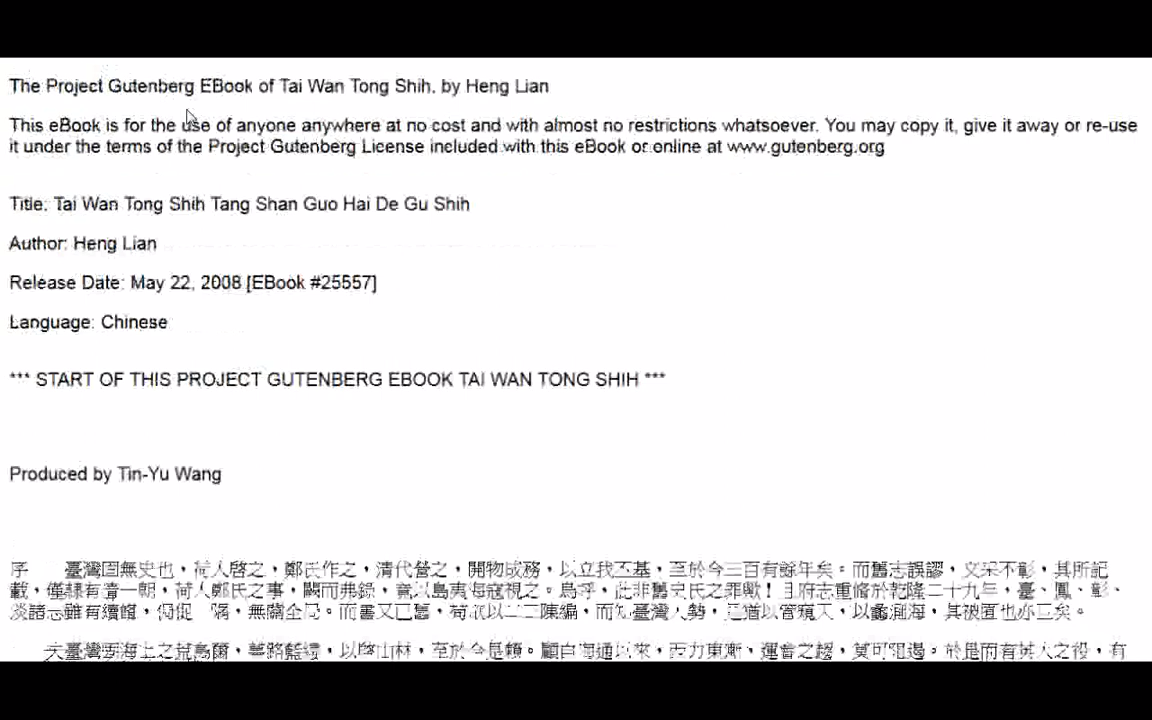 The Project Gutenberg EBook of Tai Wan Tong Shih, by Heng Lian
This eBook is for the use of anyone anywhere at no cost and with almost no restrictions whatsoever. You may copy it, give it away or re-use
it under the terms of the Project Gutenberg License included with this eBook or online at www.gutenberg.org
Title: Tai Wan Tong Shih Tang Shan Guo Hai De Gu Shih
Author: Heng Lian
Release Date: May 22, 2008 [EBook #25557]
Language: Chinese
*** START OF THIS PROJECT GUTENBERG EBOOK TAI WAN TONG SHIH ***
Produced by Tin-Yu Wang
序 臺灣固無史也，荷人啓之，鄭氏作之，清代營之，開物成務，以立我丕基，至於今三百有餘年矣。而舊志誤謬，文采不彰，其所記
載，僅隸有清一朝，荷人鄭氏之事，闕而弗錄，竟以島夷海寇視之。烏乎，此非舊史氏之罪歟！且府志重修於乾隆二十九年，臺、鳳、彰、
淡諸志雖有續，侷促 隅，無關全局。而書又已舊，苟欲以二三陳編，而知臺灣大勢，是猶以管窺天，以蠡測海，其被囿也亦巨矣。
夫臺灣固海上之荒島爾，篳路藍縷，以啓山林，至於今是賴。顧自海通以來，西力東漸，運會之趨，莫可阻遏。於是而有英人之役，有